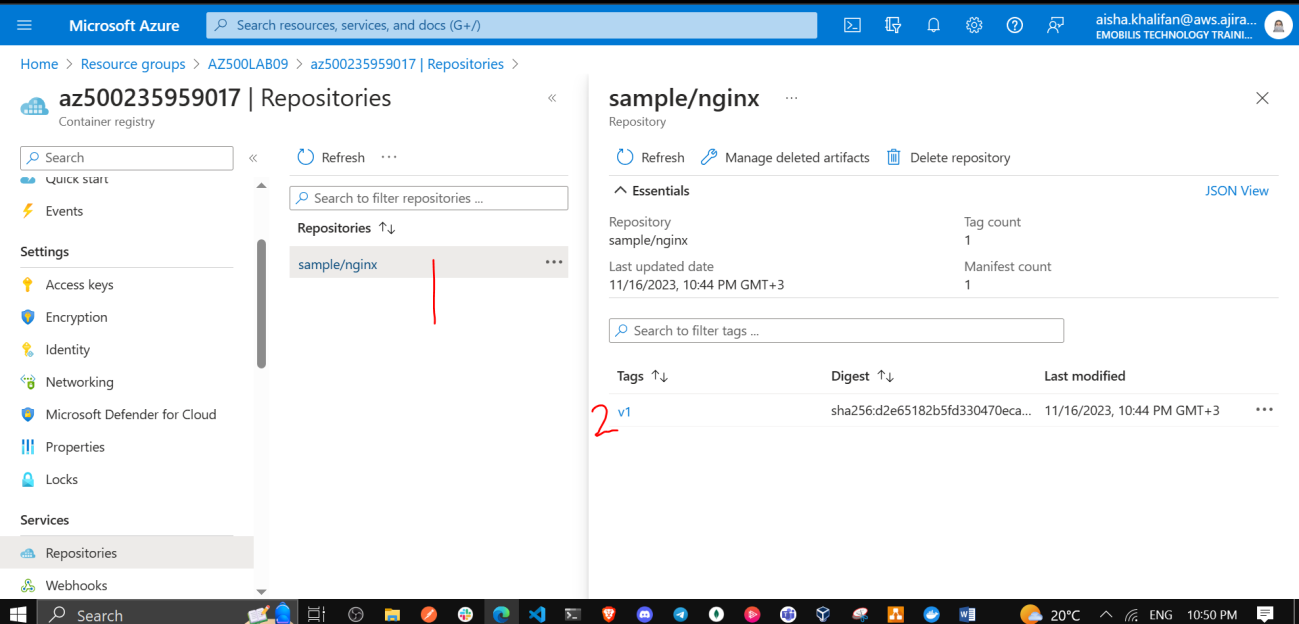 Microsoft Azure
Search resources, services, and docs (G+/)
aisha.khalifan@aws.ajira...
EMOBILIS TECHNOLOGY TRAINI...
Home > Resource groups > AZ500LAB09 > az500235959017 | Repositories >
az500235959017 | Repositories
Container registry
Search
Quick start
Events
Settings
Access keys
Encryption
Identity
Networking
Microsoft Defender for Cloud
Properties
Locks
Services
Repositories
Webhooks
Refresh
Search to filter repositories ...
Repositories
sample/nginx
1
sample/nginx
Repository
Refresh
Manage deleted artifacts
Delete repository
Essentials
JSON View
Repository
sample/nginx
Tag count
1
Last updated date
11/16/2023, 10:44 PM GMT+3
Manifest count
1
Search to filter tags ...
Tags Digest Last modified
2 v1 sha256:d2e65182b5fd330470eca... 11/16/2023, 10:44 PM GMT+3
Search
20°C
ENG
10:50 PM